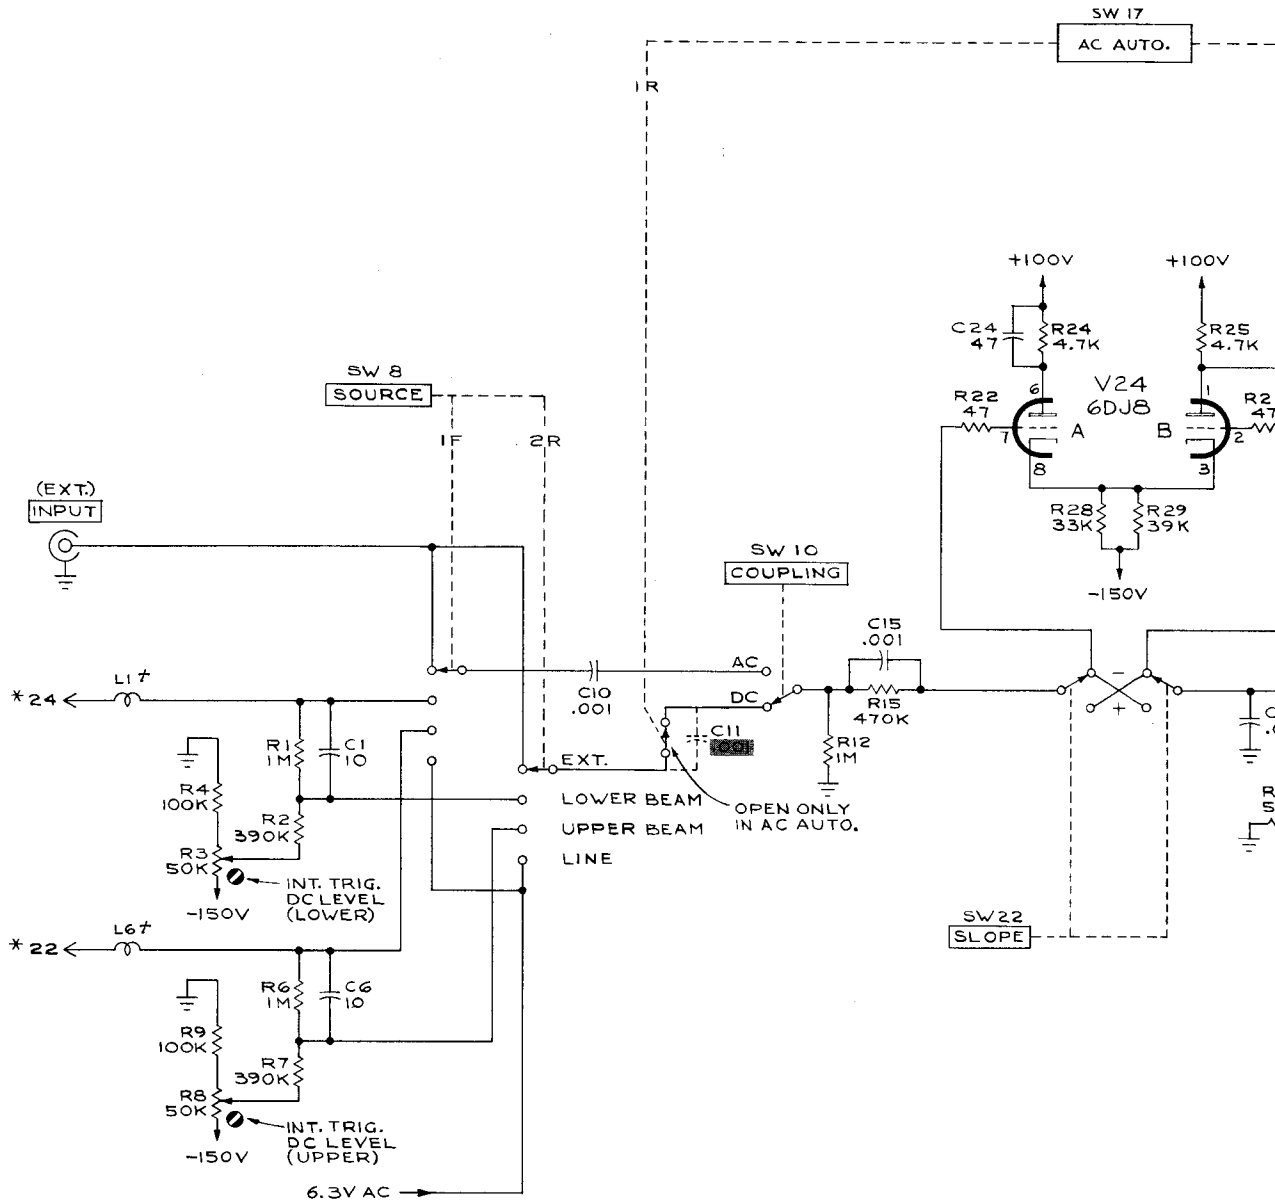 SW 17
AC AUTO.
1R
+100V
+100V
C24
47
R24
4.7K
R25
4.7K
SW 8
SOURCE
6
1
V24
6DJ8
R22
47
R2
47
7
A
B
2
1F
2R
8
3
(EXT.)
INPUT
R28
33K
R29
39K
SW 10
COUPLING
-150V
C15
.001
AC
-
L1+
*24
C10
.001
DC
R15
470K
+
C11
.001
R1
1M
C1
10
R12
1M
EXT.
R4
100K
LOWER BEAM
OPEN ONLY
IN AC AUTO.
R2
390K
UPPER BEAM
R3
50K
LINE
INT. TRIG.
DC LEVEL
(LOWER)
-150V
SW22
SLOPE
L6+
*22
R6
1M
C6
10
R9
100K
R7
390K
R8
50K
INT. TRIG.
DC LEVEL
(UPPER)
-150V
6.3V AC